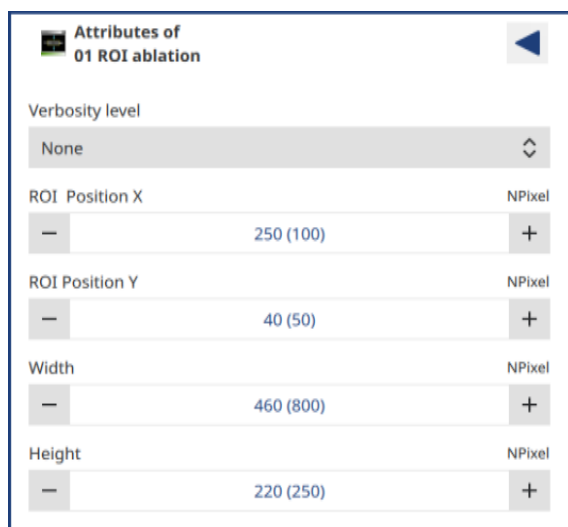 Attributes of
01 ROI ablation
Verbosity level
None
ROI  Position X NPixel
− 250 (100) +
ROI Position Y NPixel
− 40 (50) +
Width NPixel
− 460 (800) +
Height NPixel
− 220 (250) +